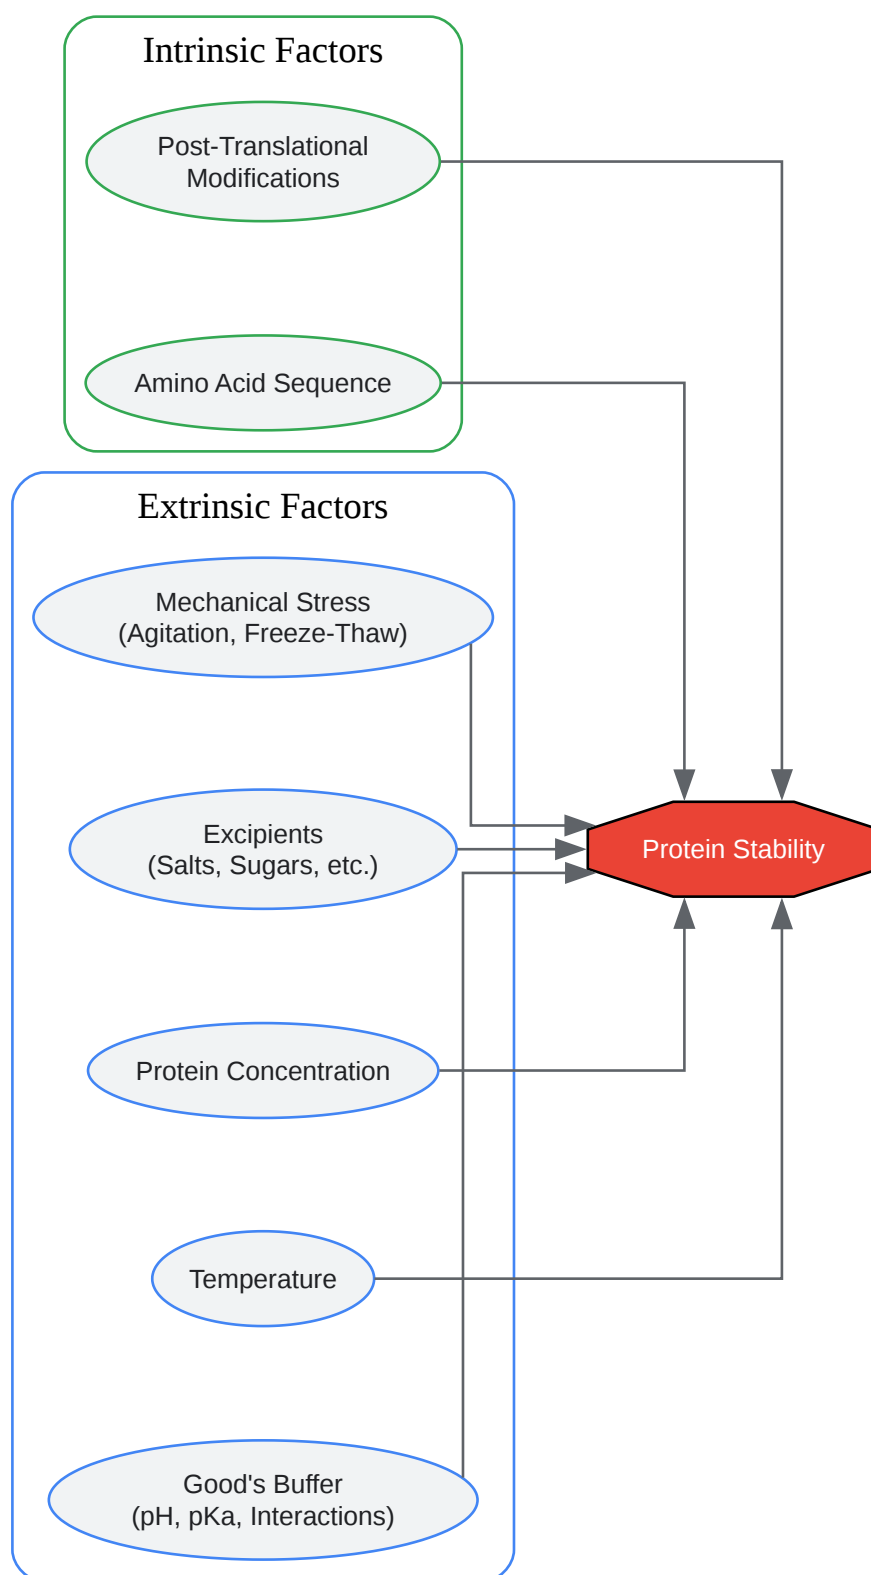 Intrinsic Factors
Post-Translational
Modifications
Amino Acid Sequence
Extrinsic Factors
Mechanical Stress
(Agitation, Freeze-Thaw)
Excipients
(Salts, Sugars, etc.)
Protein Stability
Protein Concentration
Temperature
Good's Buffer
(pH, pKa, Interactions)